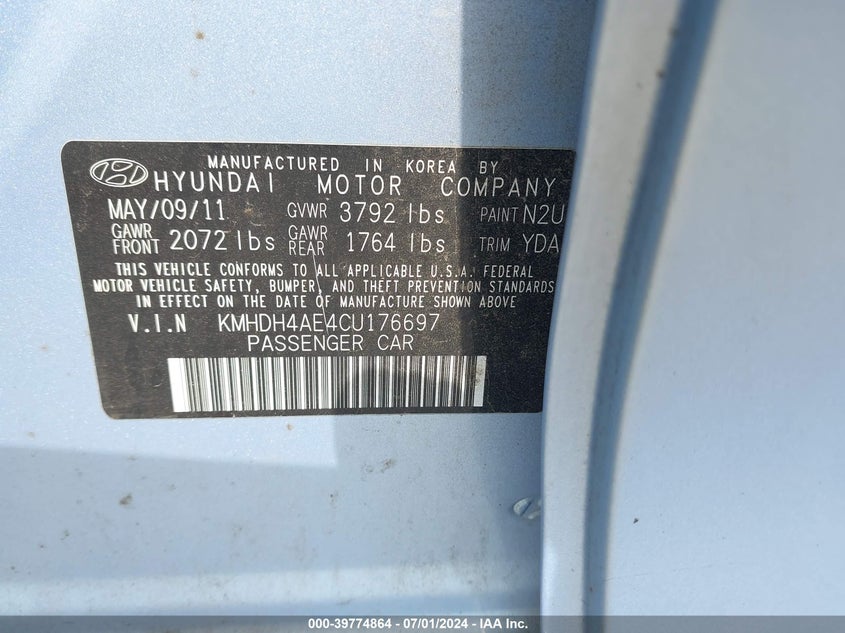 MANUFACTURED IN KOREA BY
HYUNDAI MOTOR COMPANY
MAY/09/11 GVWR 3792 lbs PAINT N2U
GAWR FRONT 2072 lbs GAWR REAR 1764 lbs TRIM YDA
THIS VEHICLE CONFORMS TO ALL APPLICABLE U.S.A. FEDERAL
MOTOR VEHICLE SAFETY, BUMPER, AND THEFT PREVENTION STANDARDS
IN EFFECT ON THE DATE OF MANUFACTURE SHOWN ABOVE
V.I.N KMHDH4AE4CU176697
PASSENGER CAR
000-39774864 / 07/01/2024 - IAA Inc.